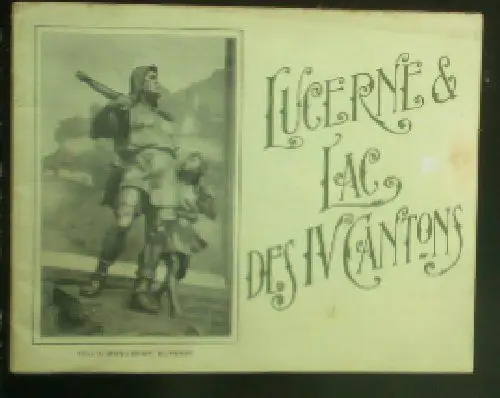 LUCERNE &
LAC
DES IV CANTONS